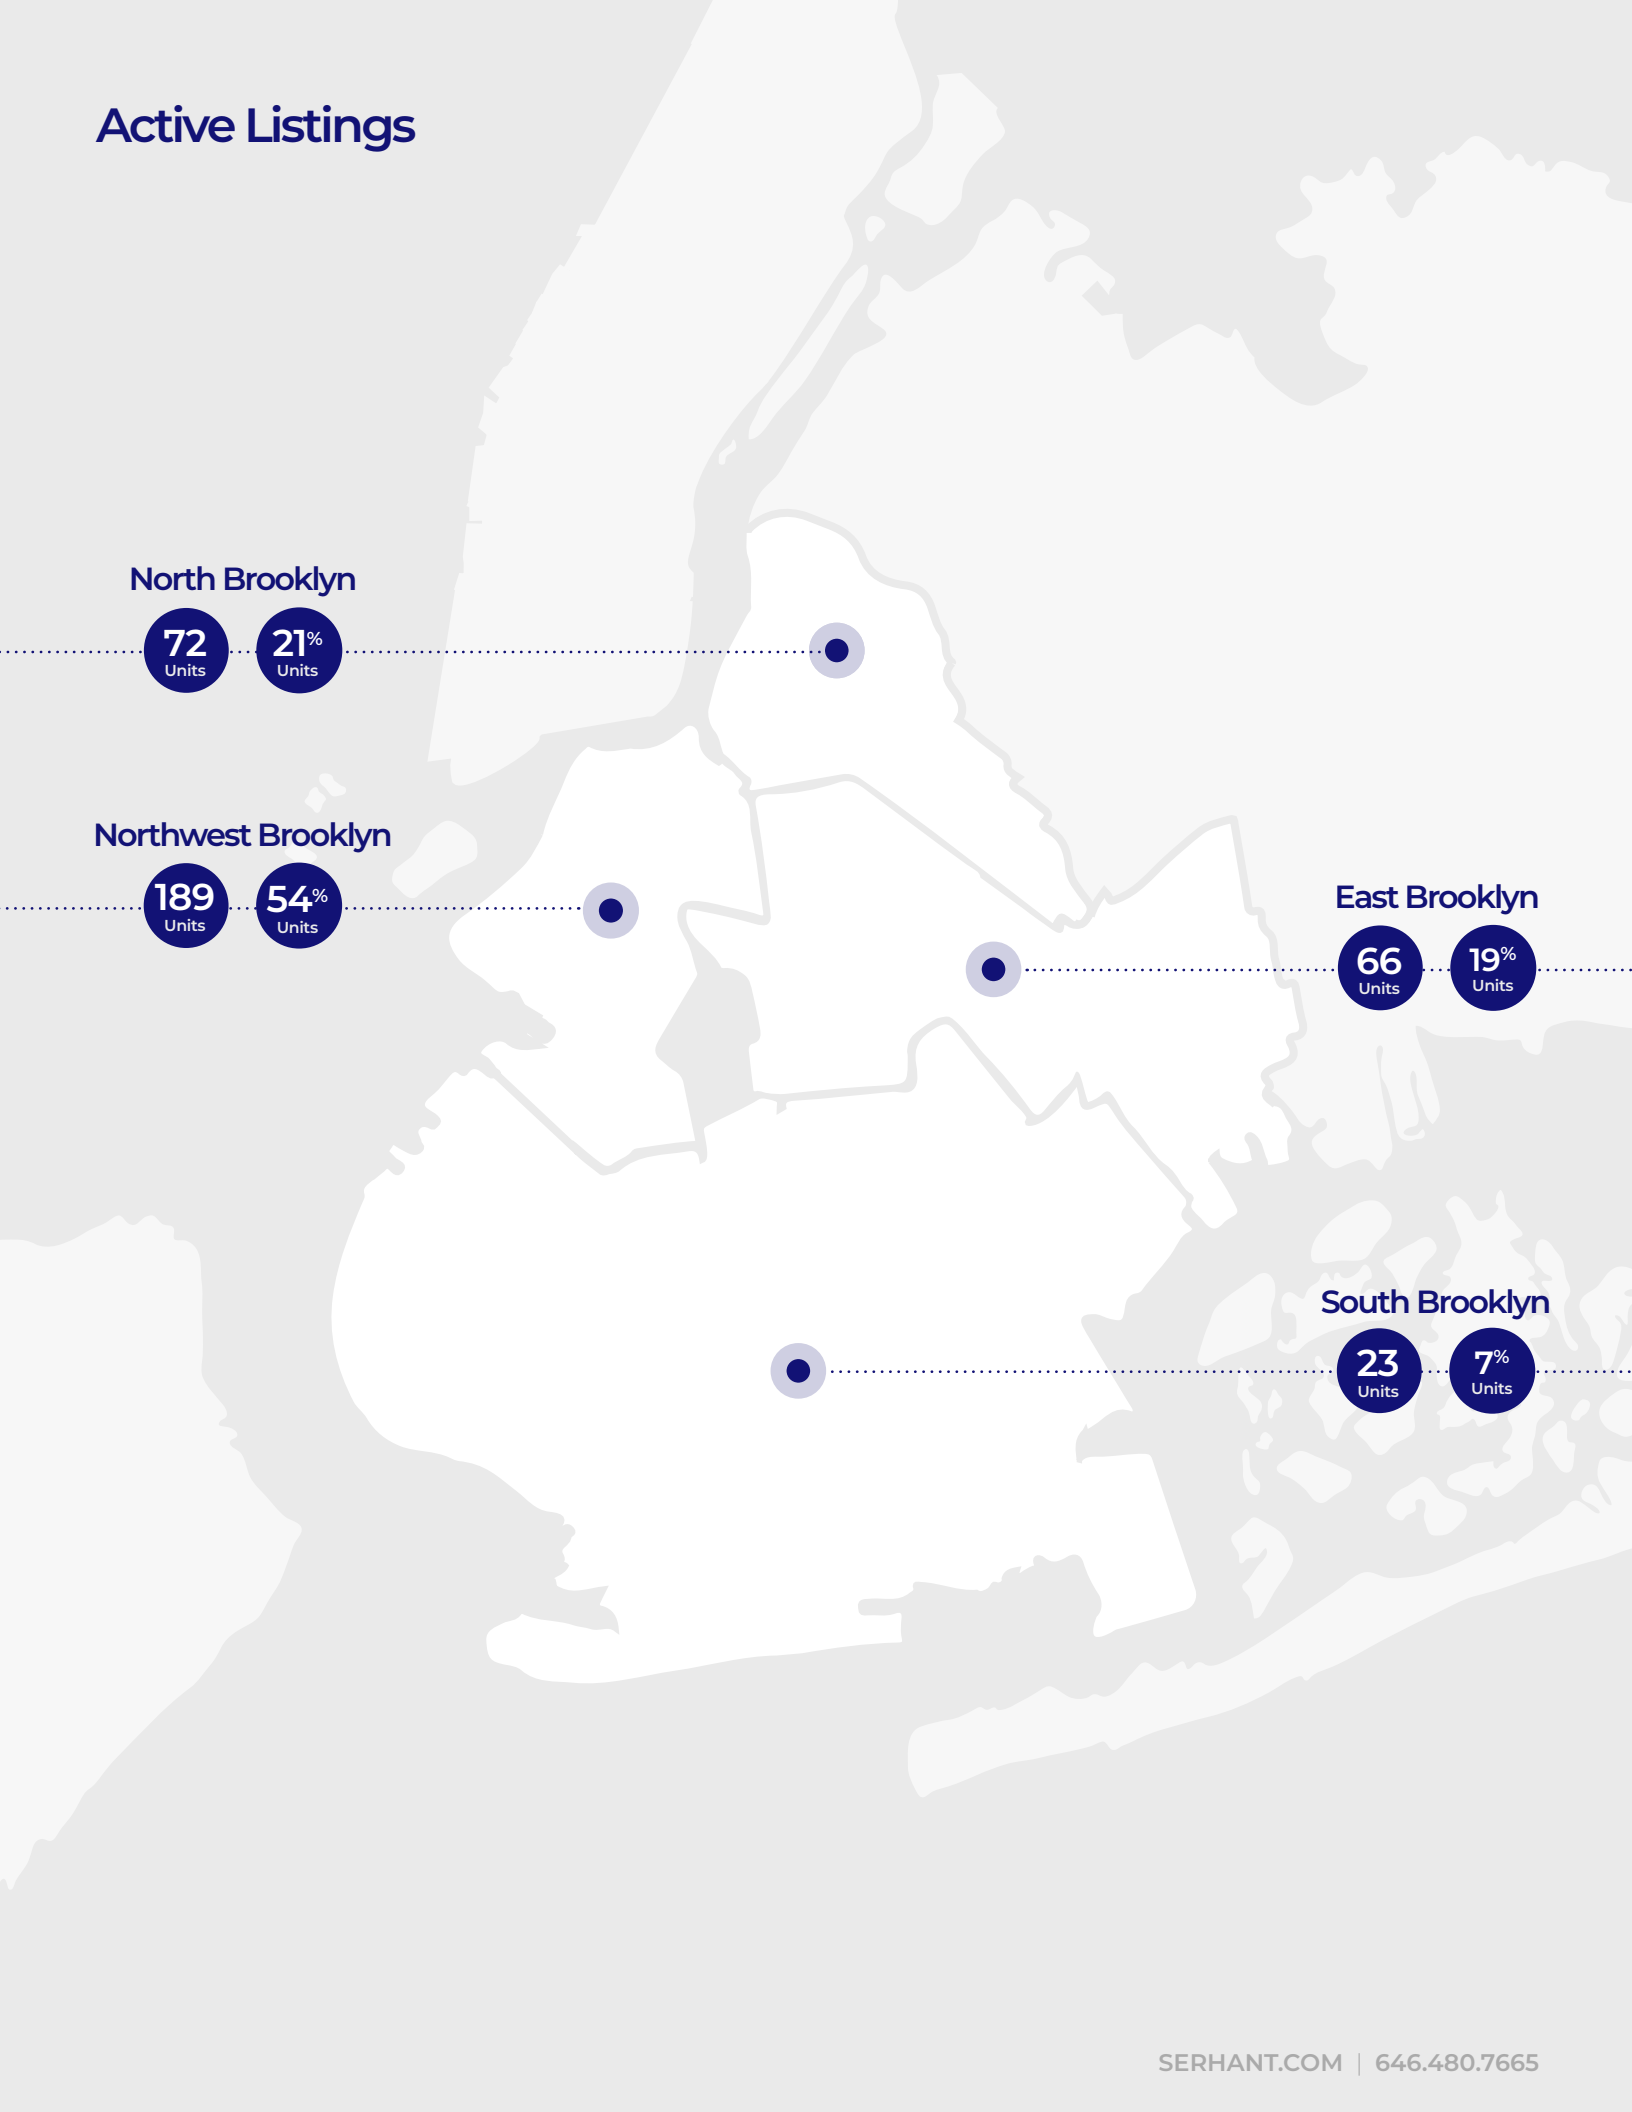 Active Listings
North Brooklyn
72 21%
Units Units
Northwest Brooklyn
189 54%
Units Units
East Brooklyn
66 19%
Units Units
South Brooklyn
23 7%
Units Units
SERHANT.COM | 646.480.7665